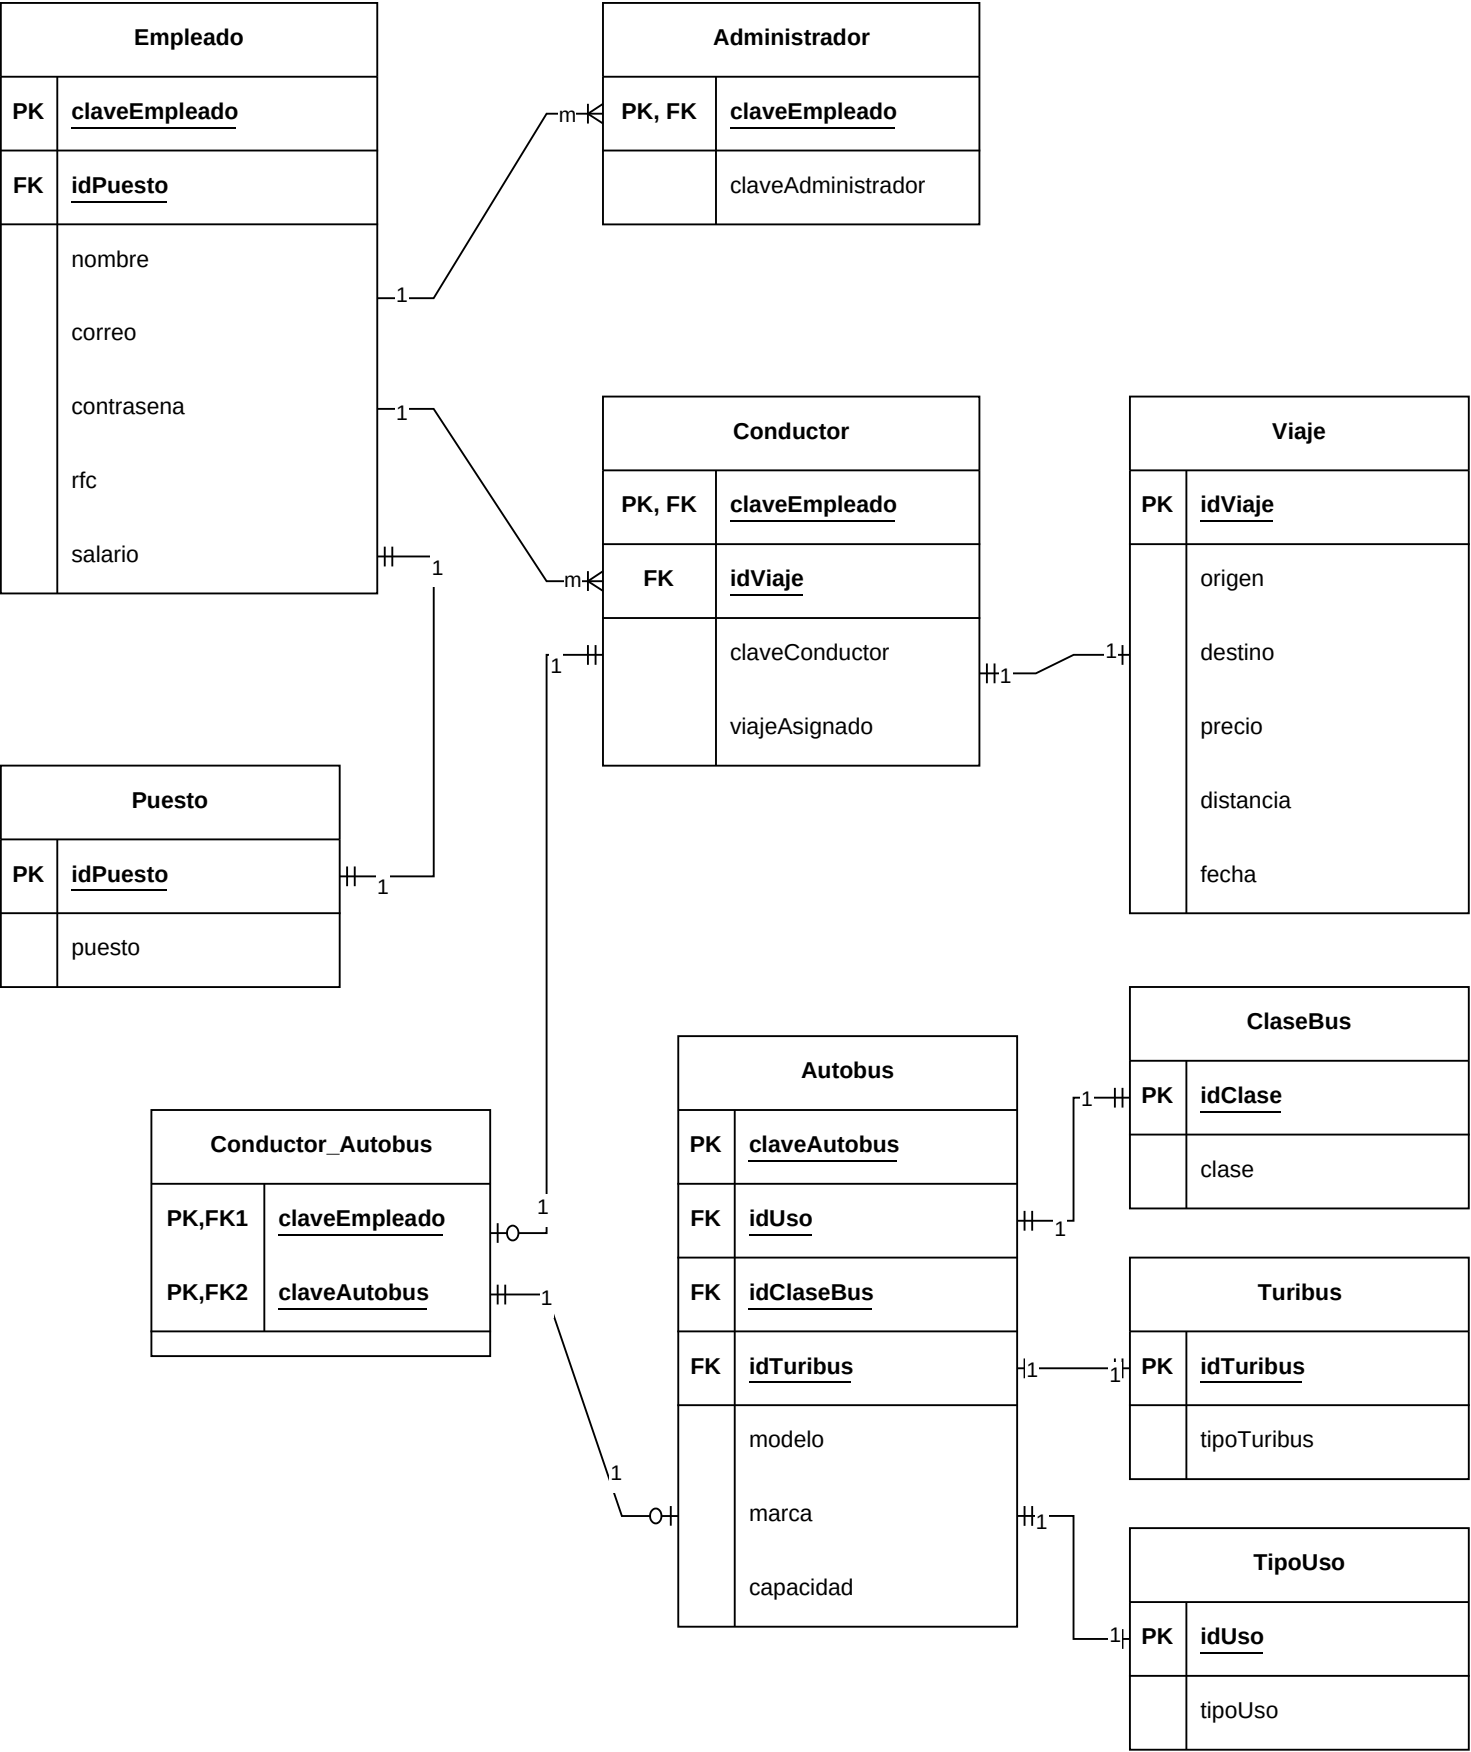 Empleado
PK claveEmpleado
FK idPuesto
nombre
correo
contrasena
rfc
salario
Administrador
PK, FK claveEmpleado
claveAdministrador
1
m
1
m
1
1
Conductor
PK, FK claveEmpleado
FK idViaje
claveConductor
viajeAsignado
1
1
Viaje
PK idViaje
origen
destino
precio
distancia
fecha
Puesto
PK idPuesto
puesto
1
1
Conductor_Autobus
PK,FK1 claveEmpleado
PK,FK2 claveAutobus
1
1
Autobus
PK claveAutobus
FK idUso
FK idClaseBus
FK idTuribus
modelo
marca
capacidad
1
1
ClaseBus
PK idClase
clase
1
1
Turibus
PK idTuribus
tipoTuribus
1
1
TipoUso
PK idUso
tipoUso